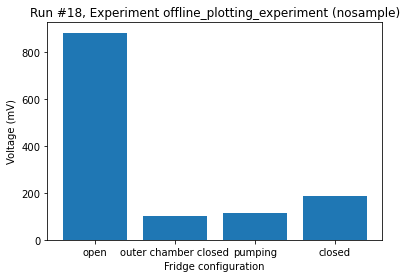 Run #18, Experiment offline_plotting_experiment (nosample)
800
600
400
200
0
Voltage (mV)
open outer chamber closed pumping closed
Fridge configuration